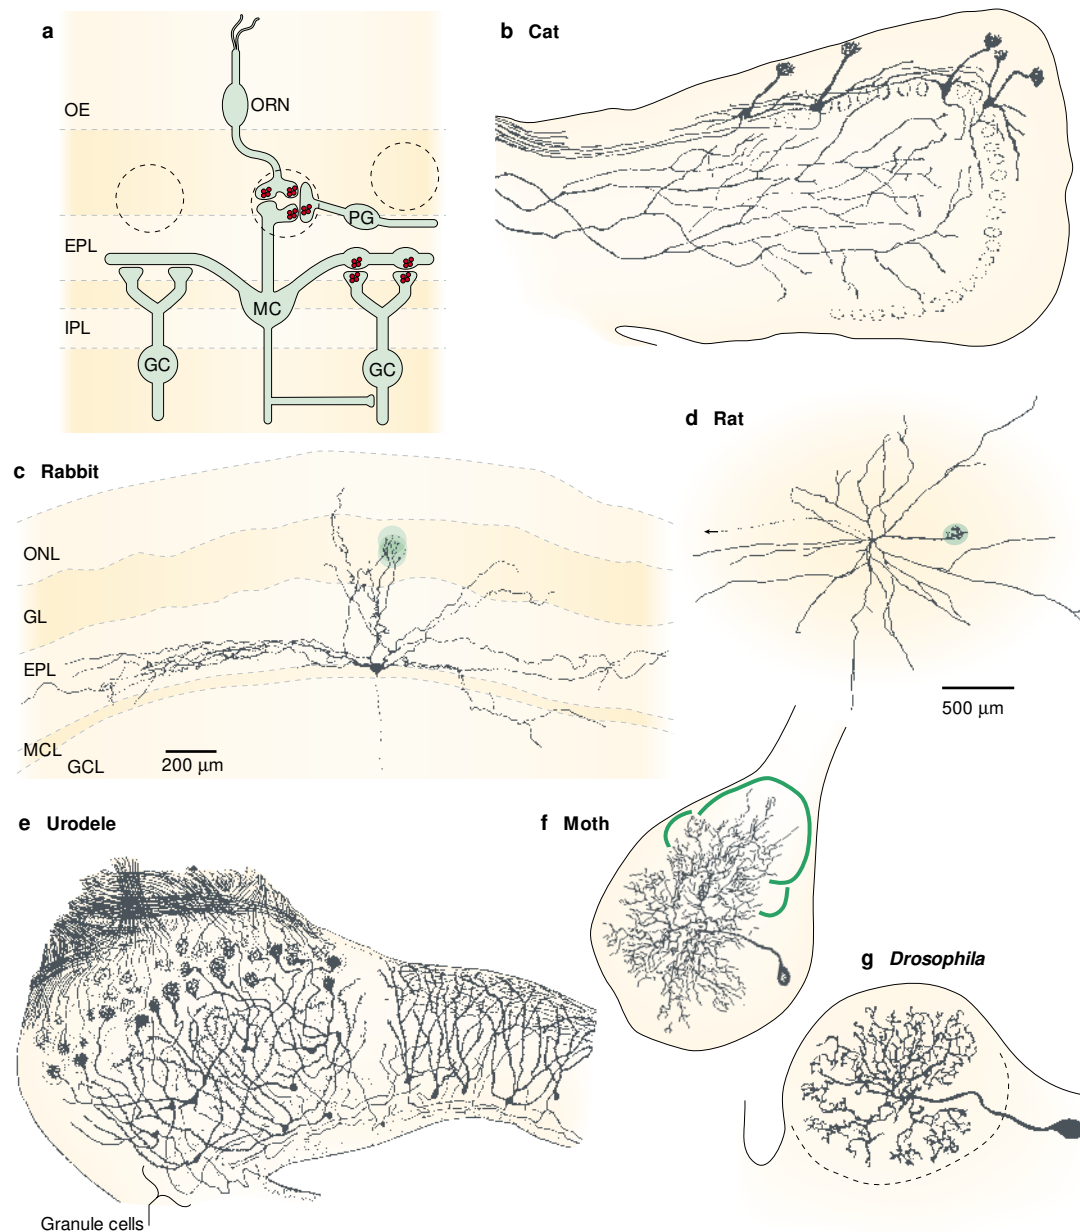 a
OE
ORN
PG
EPL
MC
IPL
GC
GC
b Cat
c Rabbit
ONL
GL
EPL
MCL
GCL
200 µm
d Rat
500 µm
e Urodele
Granule cells
f Moth
g Drosophila